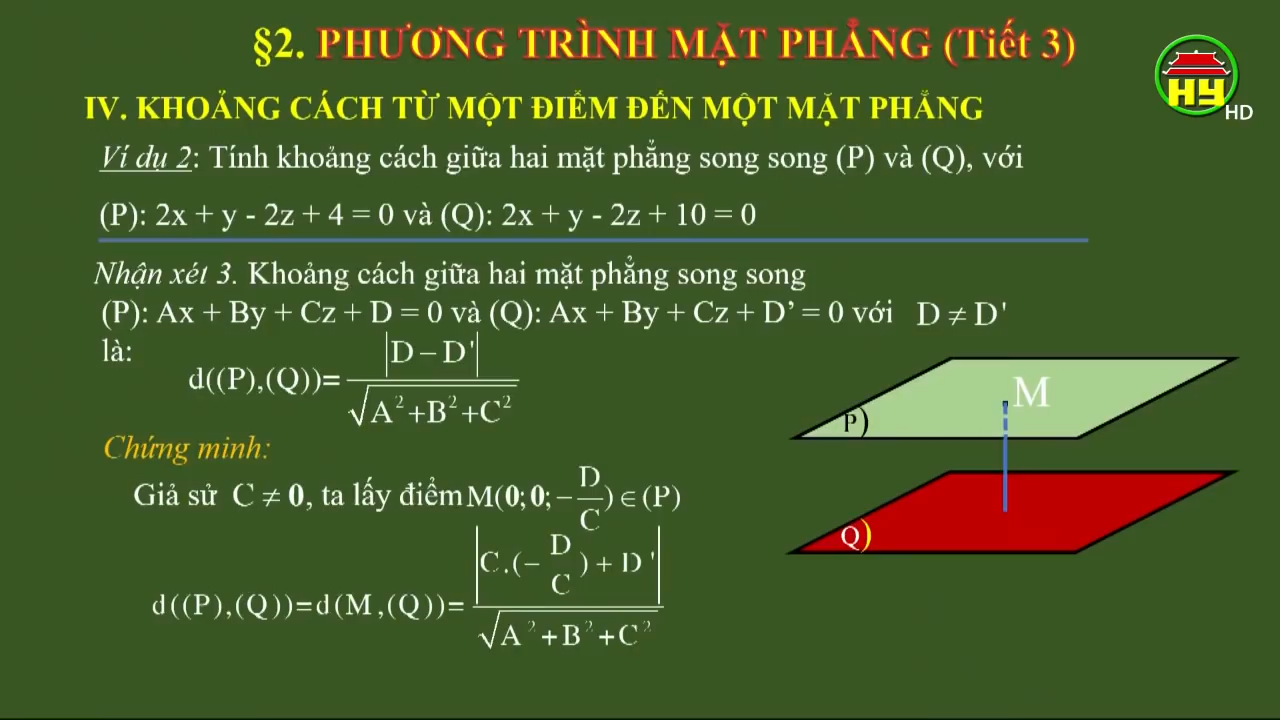 §2. PHƯƠNG TRÌNH MẶT PHẲNG (Tiết 3)
HY
HD
IV. KHOẢNG CÁCH TỪ MỘT ĐIỂM ĐẾN MỘT MẶT PHẲNG
Ví dụ 2: Tính khoảng cách giữa hai mặt phẳng song song (P) và (Q), với
(P): 2x + y - 2z + 4 = 0 và (Q): 2x + y - 2z + 10 = 0
Nhận xét 3. Khoảng cách giữa hai mặt phẳng song song
(P): Ax + By + Cz + D = 0 và (Q): Ax + By + Cz + D’ = 0 với D ≠ D'
là:
d((P),(Q))= |D − D'| / √A²+B²+C²
Chứng minh:
Giả sử C ≠ 0, ta lấy điểm M(0;0;−D/C) ∈ (P)
d((P),(Q))=d(M,(Q))= |C.(−D/C) + D'| / √A²+B²+C²
M
P)
Q)